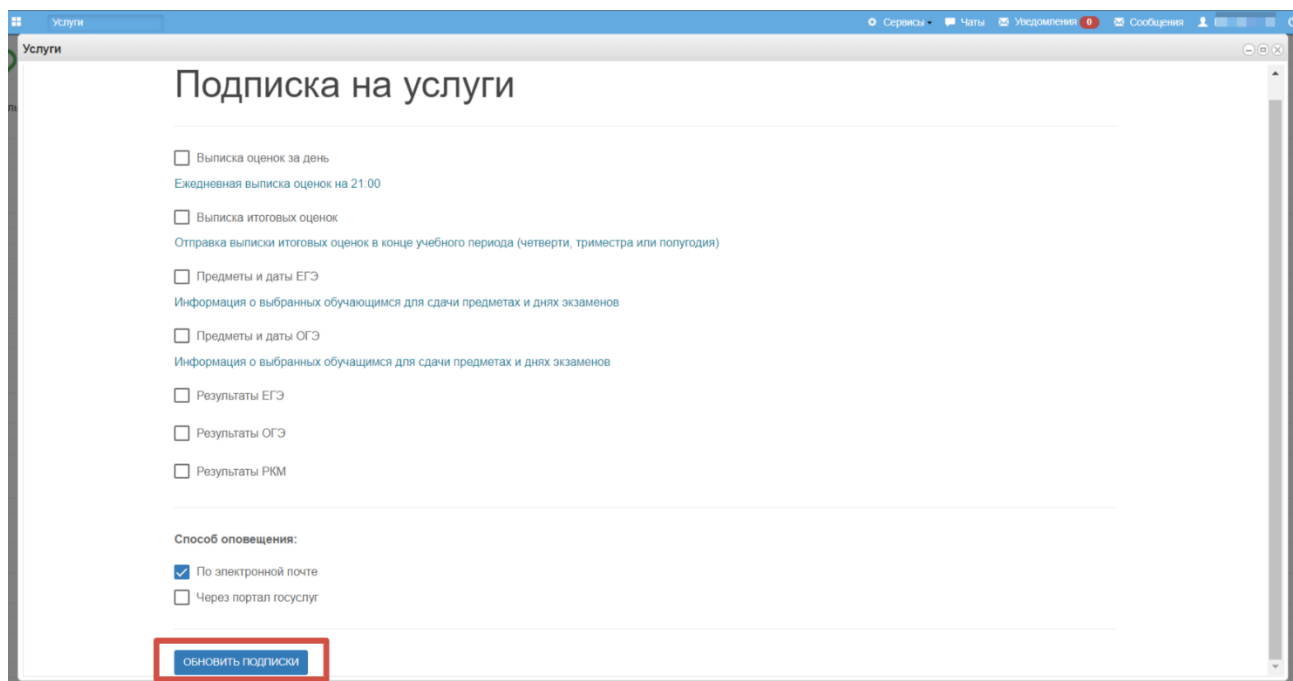 Услуги Сервисы Чаты Уведомления 0 Сообщения
Услуги
Подписка на услуги
Выписка оценок за день
Ежедневная выписка оценок на 21:00
Выписка итоговых оценок
Отправка выписки итоговых оценок в конце учебного периода (четверти, триместра или полугодия)
Предметы и даты ЕГЭ
Информация о выбранных обучающимся для сдачи предметах и днях экзаменов
Предметы и даты ОГЭ
Информация о выбранных обучащимся для сдачи предметах и днях экзаменов
Результаты ЕГЭ
Результаты ОГЭ
Результаты РКМ
Способ оповещения:
По электронной почте
Через портал госуслуг
ОБНОВИТЬ ПОДПИСКИ